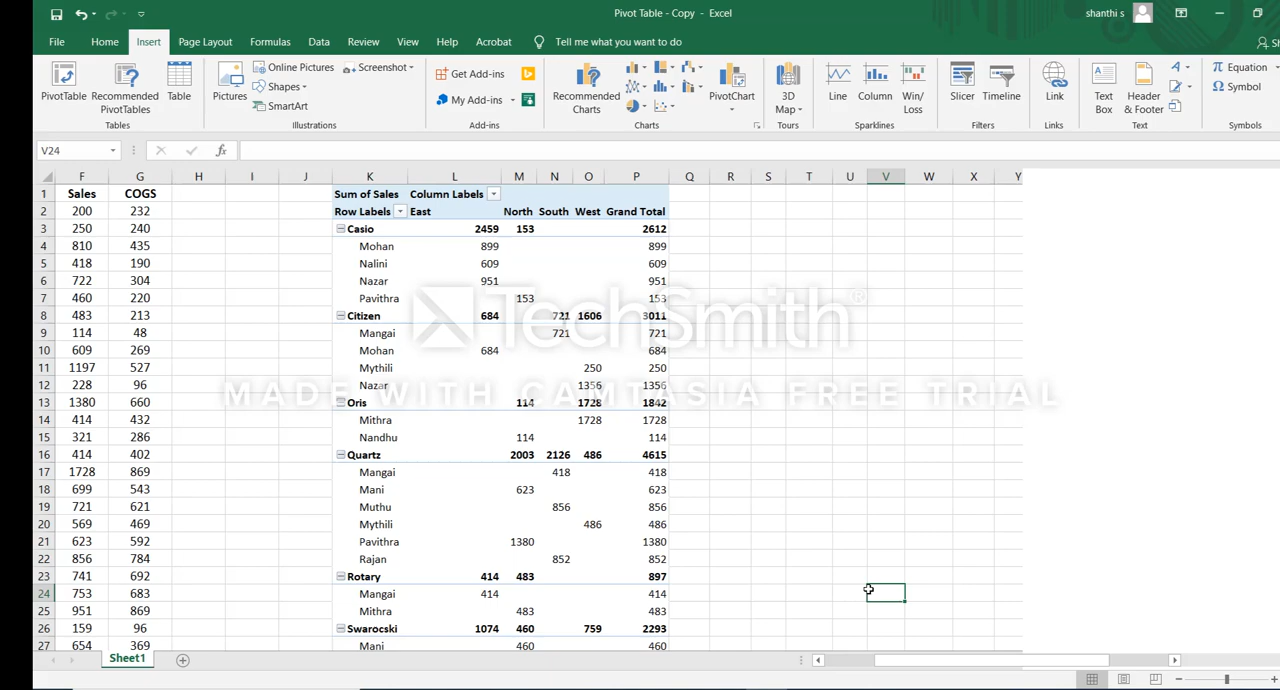 Pivot Table - Copy - Excel
shanthi s
File Home Insert Page Layout Formulas Data Review View Help Acrobat Tell me what you want to do Sh
PivotTable
Recommended PivotTables
Table
Tables
Pictures
Online Pictures
Shapes
SmartArt
Screenshot
Illustrations
Get Add-ins
My Add-ins
Add-ins
Recommended Charts
PivotChart
Charts
3D Map
Tours
Line
Column
Win/ Loss
Sparklines
Slicer
Timeline
Filters
Link
Links
Text Box
Header & Footer
Text
Equation
Symbol
Symbols
V24 fx
F G H I J K L M N O P Q R S T U V W X Y
1 Sales COGS Sum of Sales Column Labels
2 200 232 Row Labels East North South West Grand Total
3 250 240 Casio 2459 153 2612
4 810 435 Mohan 899 899
5 418 190 Nalini 609 609
6 722 304 Nazar 951 951
7 460 220 Pavithra 153 153
8 483 213 Citizen 684 721 1606 3011
9 114 48 Mangai 721 721
10 609 269 Mohan 684 684
11 1197 527 Mythili 250 250
12 228 96 Nazar 1356 1356
13 1380 660 Oris 114 1728 1842
14 414 432 Mithra 1728 1728
15 321 286 Nandhu 114 114
16 414 402 Quartz 2003 2126 486 4615
17 1728 869 Mangai 418 418
18 699 543 Mani 623 623
19 721 621 Muthu 856 856
20 569 469 Mythili 486 486
21 623 592 Pavithra 1380 1380
22 856 784 Rajan 852 852
23 741 692 Rotary 414 483 897
24 753 683 Mangai 414 414
25 951 869 Mithra 483 483
26 159 96 Swarocski 1074 460 759 2293
27 654 369 Mani 460 460
TechSmith®
MADE WITH CAMTASIA FREE TRIAL
Sheet1